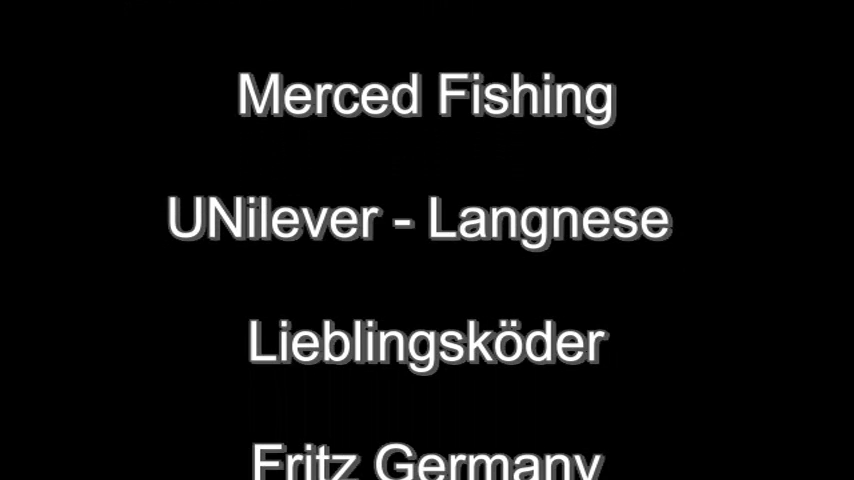 Merced Fishing
UNilever - Langnese
Lieblingsköder
Fritz Germany